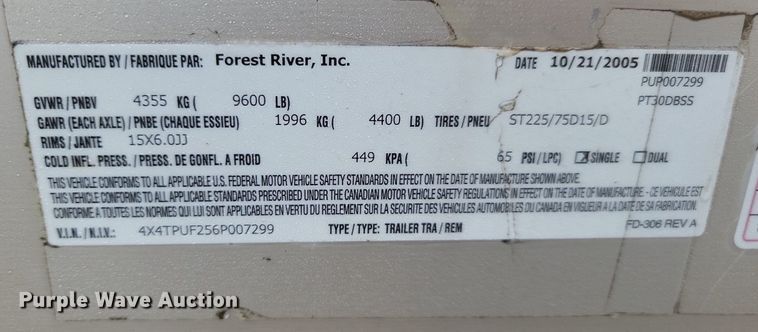 MANUFACTURED BY / FABRIQUE PAR: Forest River, Inc. DATE 10/21/2005
PUP007299
GVWR / PNBV 4355 KG ( 9600 LB) PT30DBSS
GAWR (EACH AXLE) / PNBE (CHAQUE ESSIEU) 1996 KG ( 4400 LB) TIRES / PNEU ST225/75D15/D
RIMS / JANTE 15X6.0JJ
COLD INFL. PRESS. / PRESS. DE GONFL. A FROID 449 KPA ( 65 PSI / LPC) SINGLE DUAL
THIS VEHICLE CONFORMS TO ALL APPLICABLE U.S. FEDERAL MOTOR VEHICLE SAFETY STANDARDS IN EFFECT ON THE DATE OF MANUFACTURE SHOWN ABOVE.
THIS VEHICLE CONFORMS TO ALL APPLICABLE STANDARDS PRESCRIBED UNDER THE CANADIAN MOTOR VEHICLE SAFETY REGULATIONS IN EFFECT ON THE DATE OF MANUFACTURE. - CE VEHICULE EST
CONFORME A TOUTES LES NORMES QUI LUI SONT APPLICABLES EN VERTU DU REGLEMENT SUR LA SECURITE DES VEHICULES AUTOMOBILES DU CANADA EN VIGUEUR A LA DATE DE SA FABRICATION.
V.I.N. / N.I.V.: 4X4TPUF256P007299 TYPE / TYPE: TRAILER TRA / REM FD-306 REV A
Purple Wave Auction